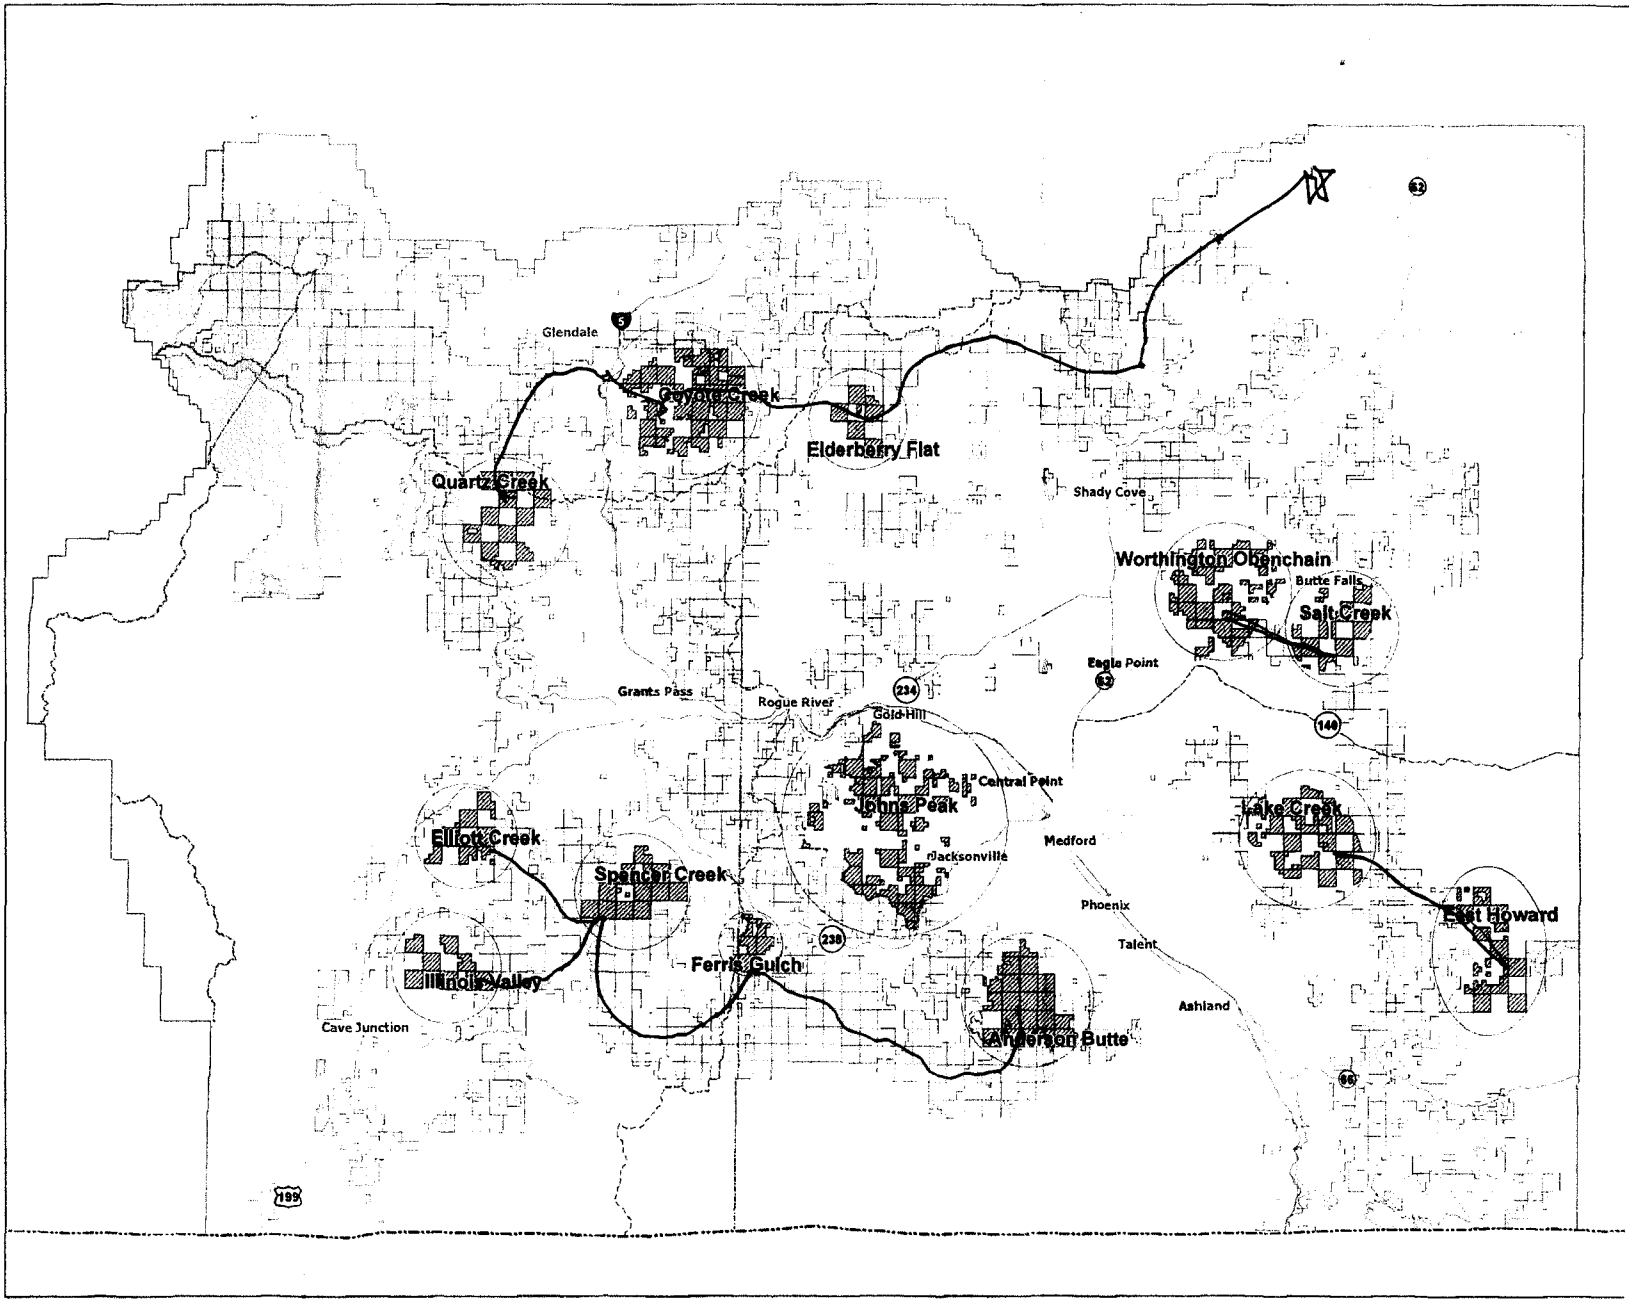 62
5
Glendale
Coyote Creek
Elderberry Flat
Quartz Creek
Shady Cove
Worthington Obenchain
Butte Falls
Salt Creek
Eagle Point
62
Grants Pass
234
Rogue River
Gold Hill
140
Central Point
Johns Peak
Lake Creek
Elliott Creek
Medford
Jacksonville
Spencer Creek
Phoenix
East Howard
238
Talent
Ferris Gulch
Illinois Valley
Ashland
Cave Junction
Anderson Butte
66
199